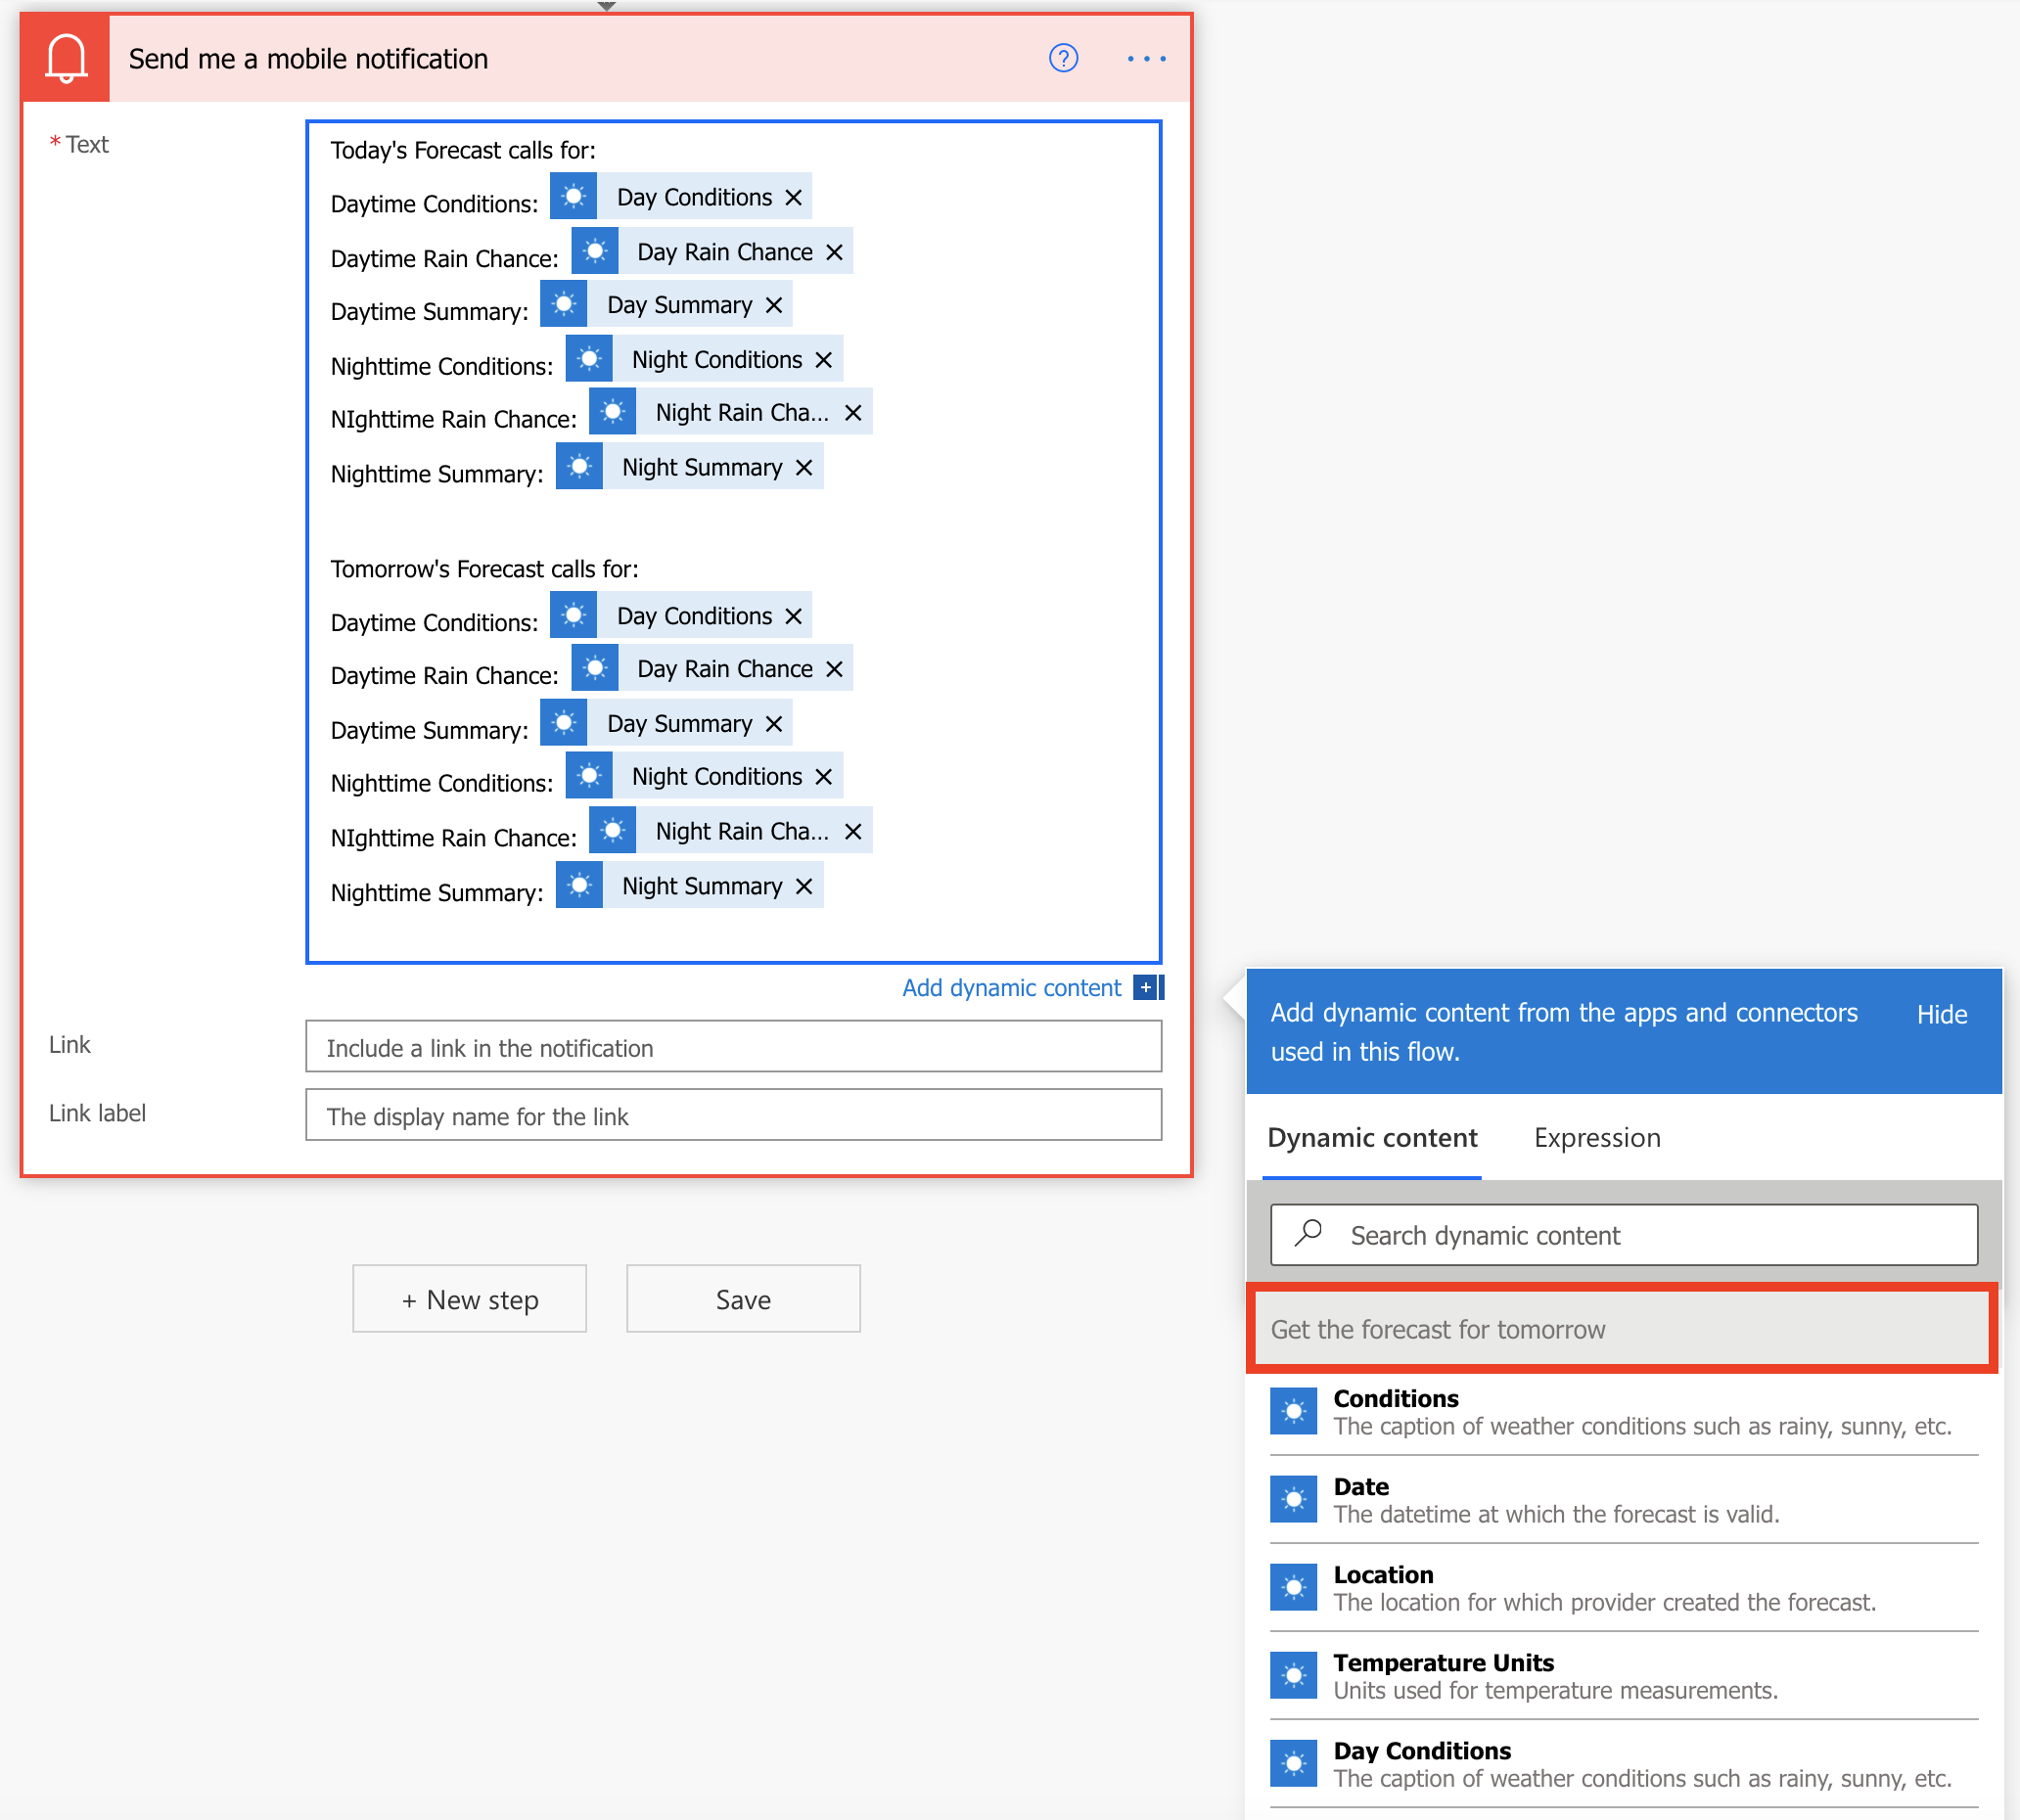 Send me a mobile notification
* Text
Today's Forecast calls for:
Daytime Conditions: Day Conditions
Daytime Rain Chance: Day Rain Chance
Daytime Summary: Day Summary
Nighttime Conditions: Night Conditions
NIghttime Rain Chance: Night Rain Cha...
Nighttime Summary: Night Summary
Tomorrow's Forecast calls for:
Daytime Conditions: Day Conditions
Daytime Rain Chance: Day Rain Chance
Daytime Summary: Day Summary
Nighttime Conditions: Night Conditions
NIghttime Rain Chance: Night Rain Cha...
Nighttime Summary: Night Summary
Add dynamic content
Link
Include a link in the notification
Link label
The display name for the link
+ New step
Save
Add dynamic content from the apps and connectors
used in this flow.
Hide
Dynamic content
Expression
Search dynamic content
Get the forecast for tomorrow
Conditions
The caption of weather conditions such as rainy, sunny, etc.
Date
The datetime at which the forecast is valid.
Location
The location for which provider created the forecast.
Temperature Units
Units used for temperature measurements.
Day Conditions
The caption of weather conditions such as rainy, sunny, etc.